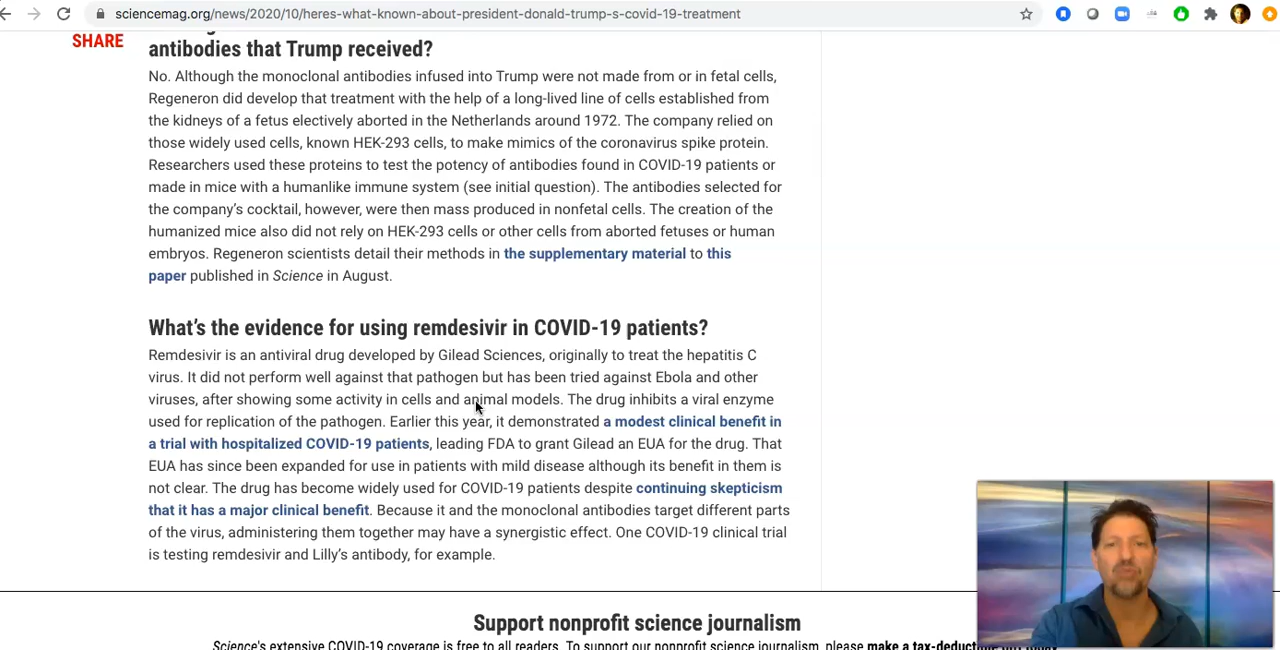 sciencemag.org/news/2020/10/heres-what-known-about-president-donald-trump-s-covid-19-treatment
SHARE
antibodies that Trump received?
No. Although the monoclonal antibodies infused into Trump were not made from or in fetal cells,
Regeneron did develop that treatment with the help of a long-lived line of cells established from
the kidneys of a fetus electively aborted in the Netherlands around 1972. The company relied on
those widely used cells, known HEK-293 cells, to make mimics of the coronavirus spike protein.
Researchers used these proteins to test the potency of antibodies found in COVID-19 patients or
made in mice with a humanlike immune system (see initial question). The antibodies selected for
the company's cocktail, however, were then mass produced in nonfetal cells. The creation of the
humanized mice also did not rely on HEK-293 cells or other cells from aborted fetuses or human
embryos. Regeneron scientists detail their methods in the supplementary material to this
paper published in Science in August.
What's the evidence for using remdesivir in COVID-19 patients?
Remdesivir is an antiviral drug developed by Gilead Sciences, originally to treat the hepatitis C
virus. It did not perform well against that pathogen but has been tried against Ebola and other
viruses, after showing some activity in cells and animal models. The drug inhibits a viral enzyme
used for replication of the pathogen. Earlier this year, it demonstrated a modest clinical benefit in
a trial with hospitalized COVID-19 patients, leading FDA to grant Gilead an EUA for the drug. That
EUA has since been expanded for use in patients with mild disease although its benefit in them is
not clear. The drug has become widely used for COVID-19 patients despite continuing skepticism
that it has a major clinical benefit. Because it and the monoclonal antibodies target different parts
of the virus, administering them together may have a synergistic effect. One COVID-19 clinical trial
is testing remdesivir and Lilly's antibody, for example.
Support nonprofit science journalism
Science's extensive COVID-19 coverage is free to all readers. To support our nonprofit science journalism, please make a tax-deductible